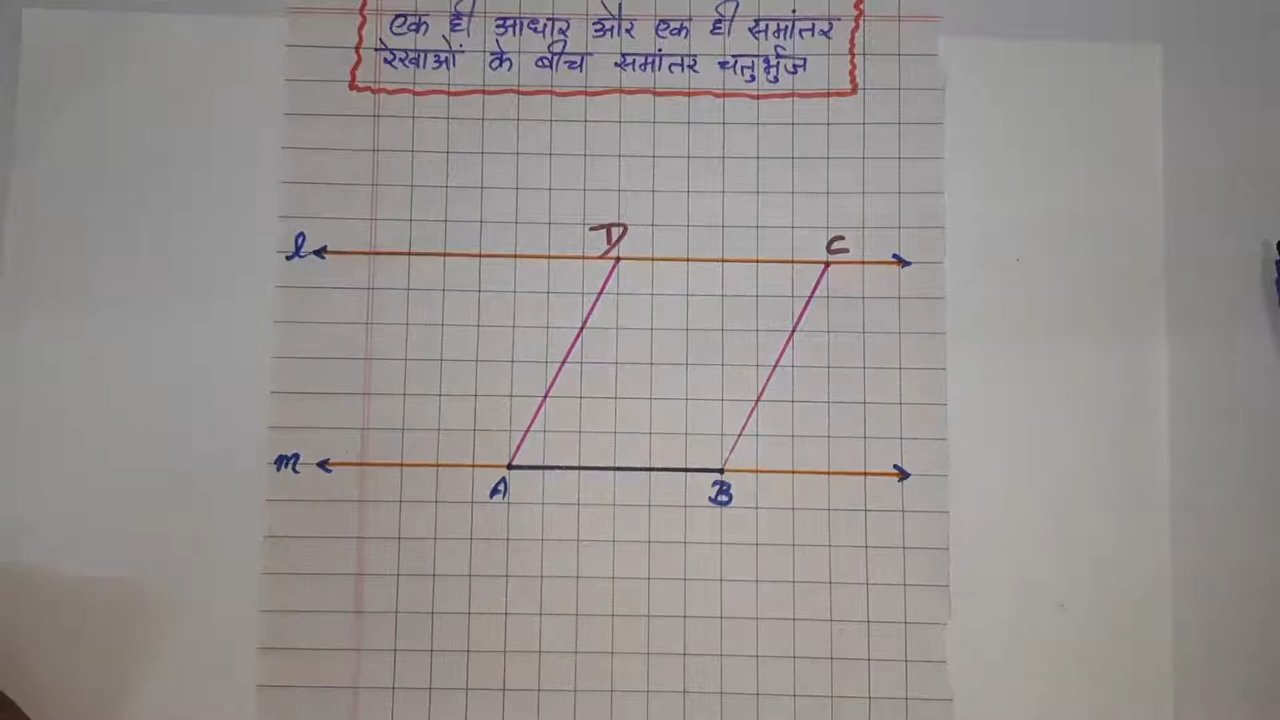 एक ही आधार और एक ही समांतर
रेखाओं के बीच समांतर चतुर्भुज
D C
l
m
A B